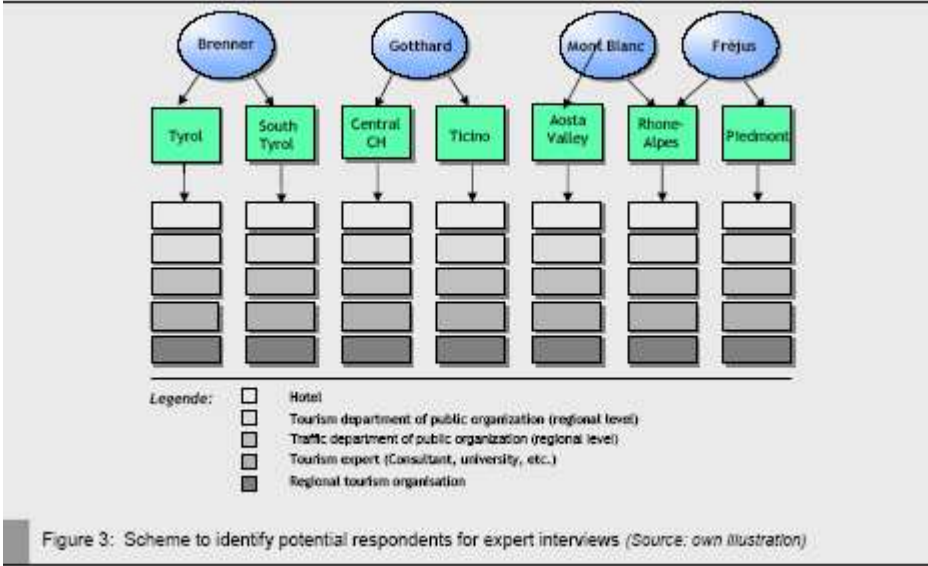 Brenner
Gotthard
Mont Blanc
Fréjus
Tyrol
South
Tyrol
Central
CH
Ticino
Aosta
Valley
Rhone-
Alpes
Piedmont
Legende:
Hotel
Tourism department of public organization (regional level)
Traffic department of public organization (regional level)
Tourism expert (Consultant, university, etc.)
Regional tourism organisation
Figure 3: Scheme to identify potential respondents for expert interviews (Source: own illustration)